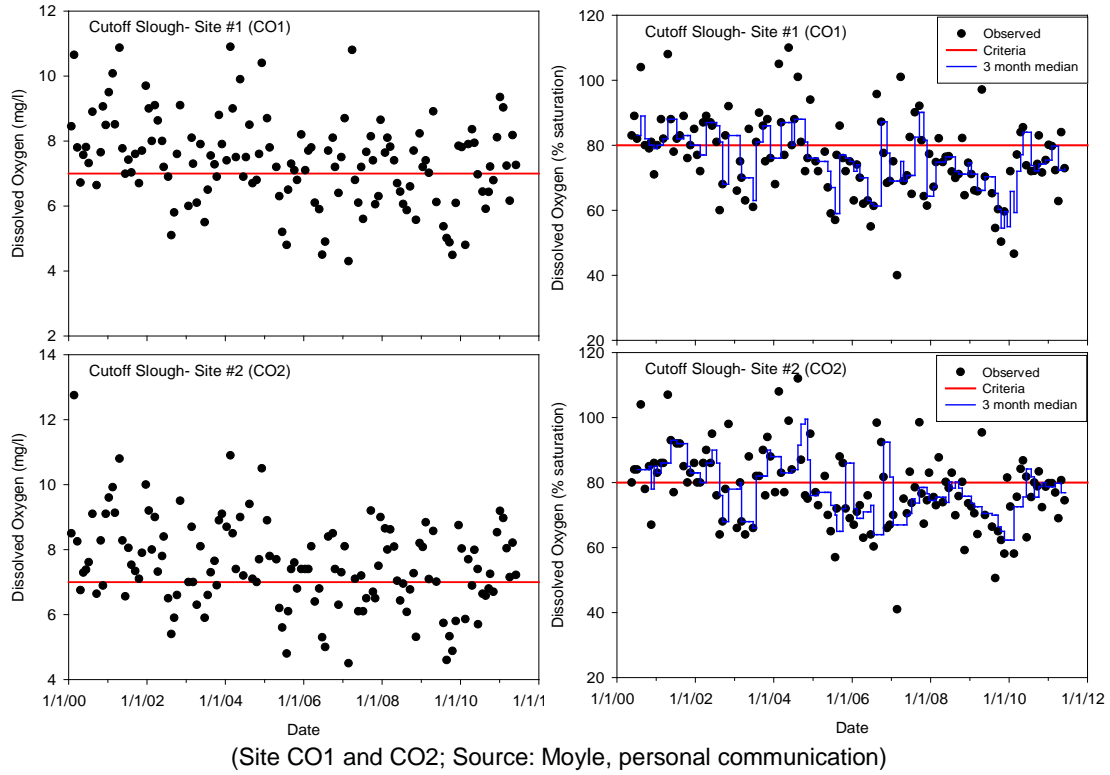 Cutoff Slough- Site #1 (CO1)
Dissolved Oxygen (mg/l)
12
10
8
6
4
2
Cutoff Slough- Site #1 (CO1)
Observed
Criteria
3 month median
Dissolved Oxygen (% saturation)
120
100
80
60
40
20
Cutoff Slough- Site #2 (CO2)
Dissolved Oxygen (mg/l)
14
12
10
8
6
4
1/1/00 1/1/02 1/1/04 1/1/06 1/1/08 1/1/10 1/1/1
Date
Cutoff Slough- Site #2 (CO2)
Observed
Criteria
3 month median
Dissolved Oxygen (% saturation)
120
100
80
60
40
20
1/1/00 1/1/02 1/1/04 1/1/06 1/1/08 1/1/10 1/1/12
Date
(Site CO1 and CO2; Source: Moyle, personal communication)